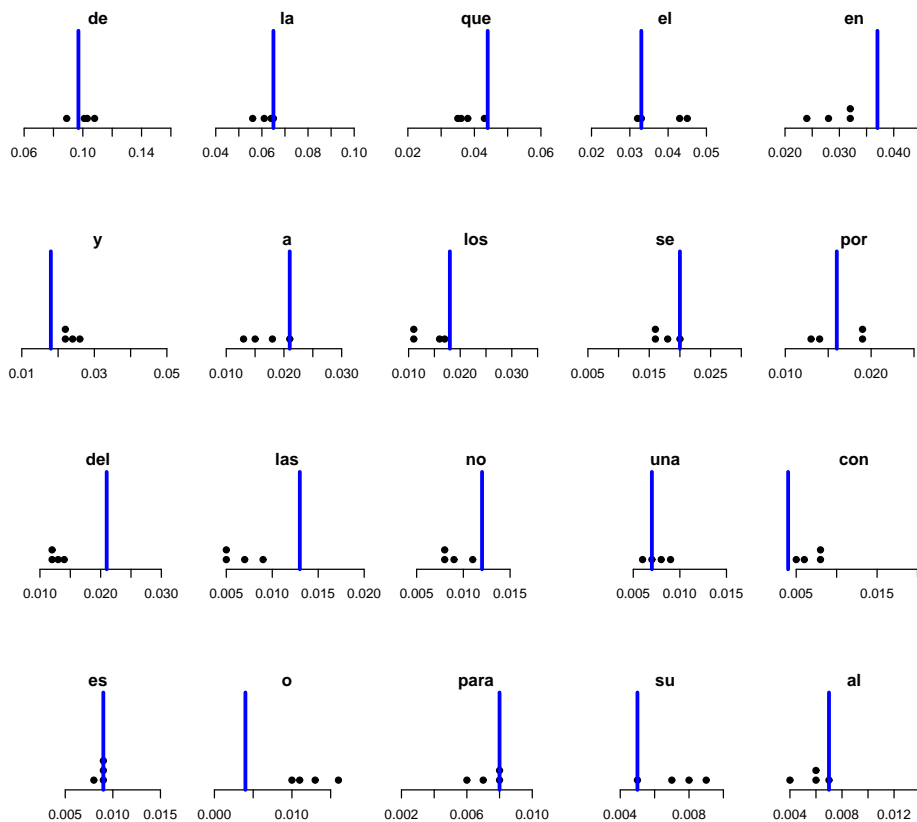 de la que el en
0.06 0.10 0.14 0.04 0.06 0.08 0.10 0.02 0.04 0.06 0.02 0.03 0.04 0.05 0.020 0.030 0.040
y a los se por
0.01 0.03 0.05 0.010 0.020 0.030 0.010 0.020 0.030 0.005 0.015 0.025 0.010 0.020
del las no una con
0.010 0.020 0.030 0.005 0.010 0.015 0.020 0.005 0.010 0.015 0.005 0.010 0.015 0.005 0.015
es o para su al
0.005 0.010 0.015 0.000 0.010 0.002 0.006 0.010 0.004 0.008 0.004 0.008 0.012